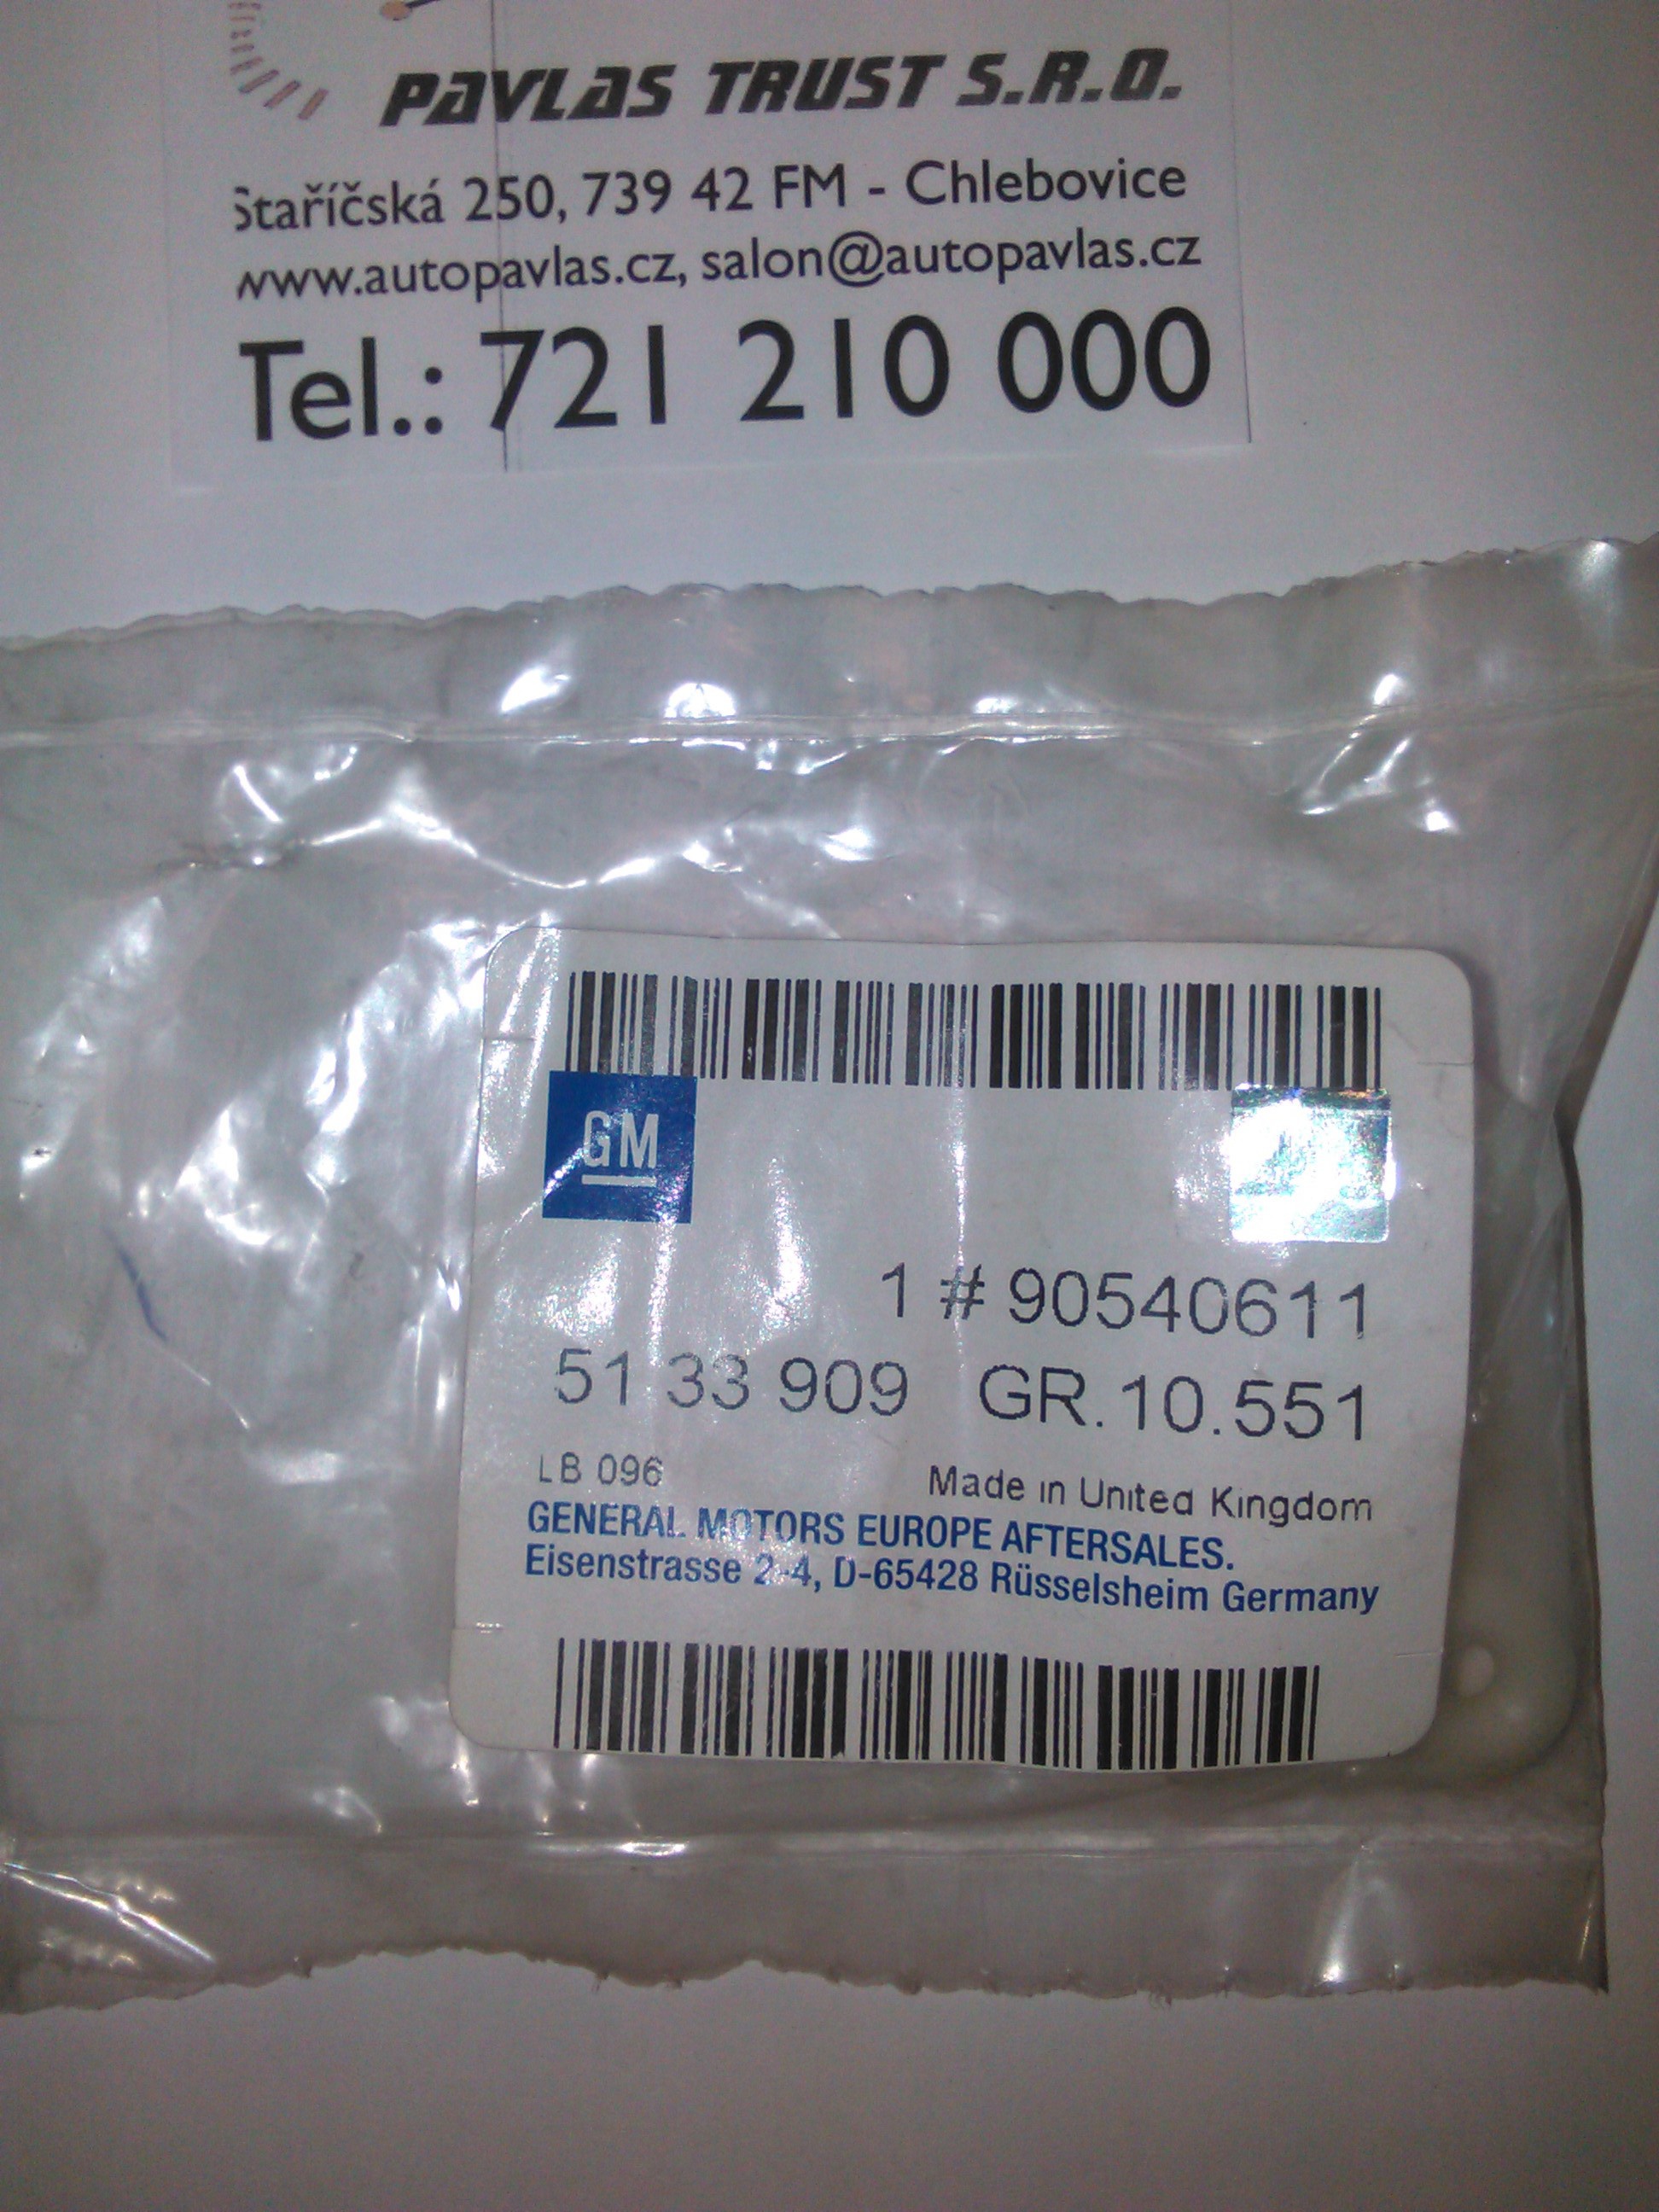 PAVLAS TRUST S.R.O.
Staříčská 250, 739 42 FM - Chlebovice
www.autopavlas.cz, salon@autopavlas.cz
Tel.: 721 210 000
GM
1 # 90540611
51 33 909 GR. 10.551
LB 096 Made in United Kingdom
GENERAL MOTORS EUROPE AFTERSALES.
Eisenstrasse 2-4, D-65428 Rüsselsheim Germany